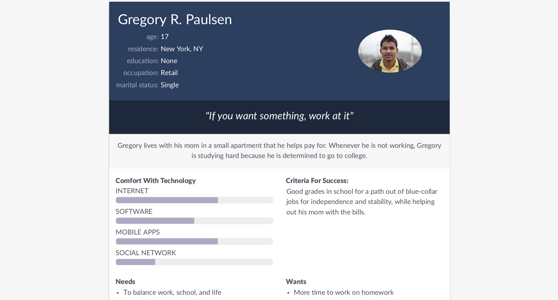 Gregory R. Paulsen
age: 17
residence: New York, NY
education: None
occupation: Retail
marital status: Single
"If you want something, work at it"
Gregory lives with his mom in a small apartment that he helps pay for. Whenever he is not working, Gregory
is studying hard because he is determined to go to college.
Comfort With Technology
INTERNET
SOFTWARE
MOBILE APPS
SOCIAL NETWORK
Criteria For Success:
Good grades in school for a path out of blue-collar
jobs for independence and stability, while helping
out his mom with the bills.
Needs
• To balance work, school, and life
Wants
• More time to work on homework